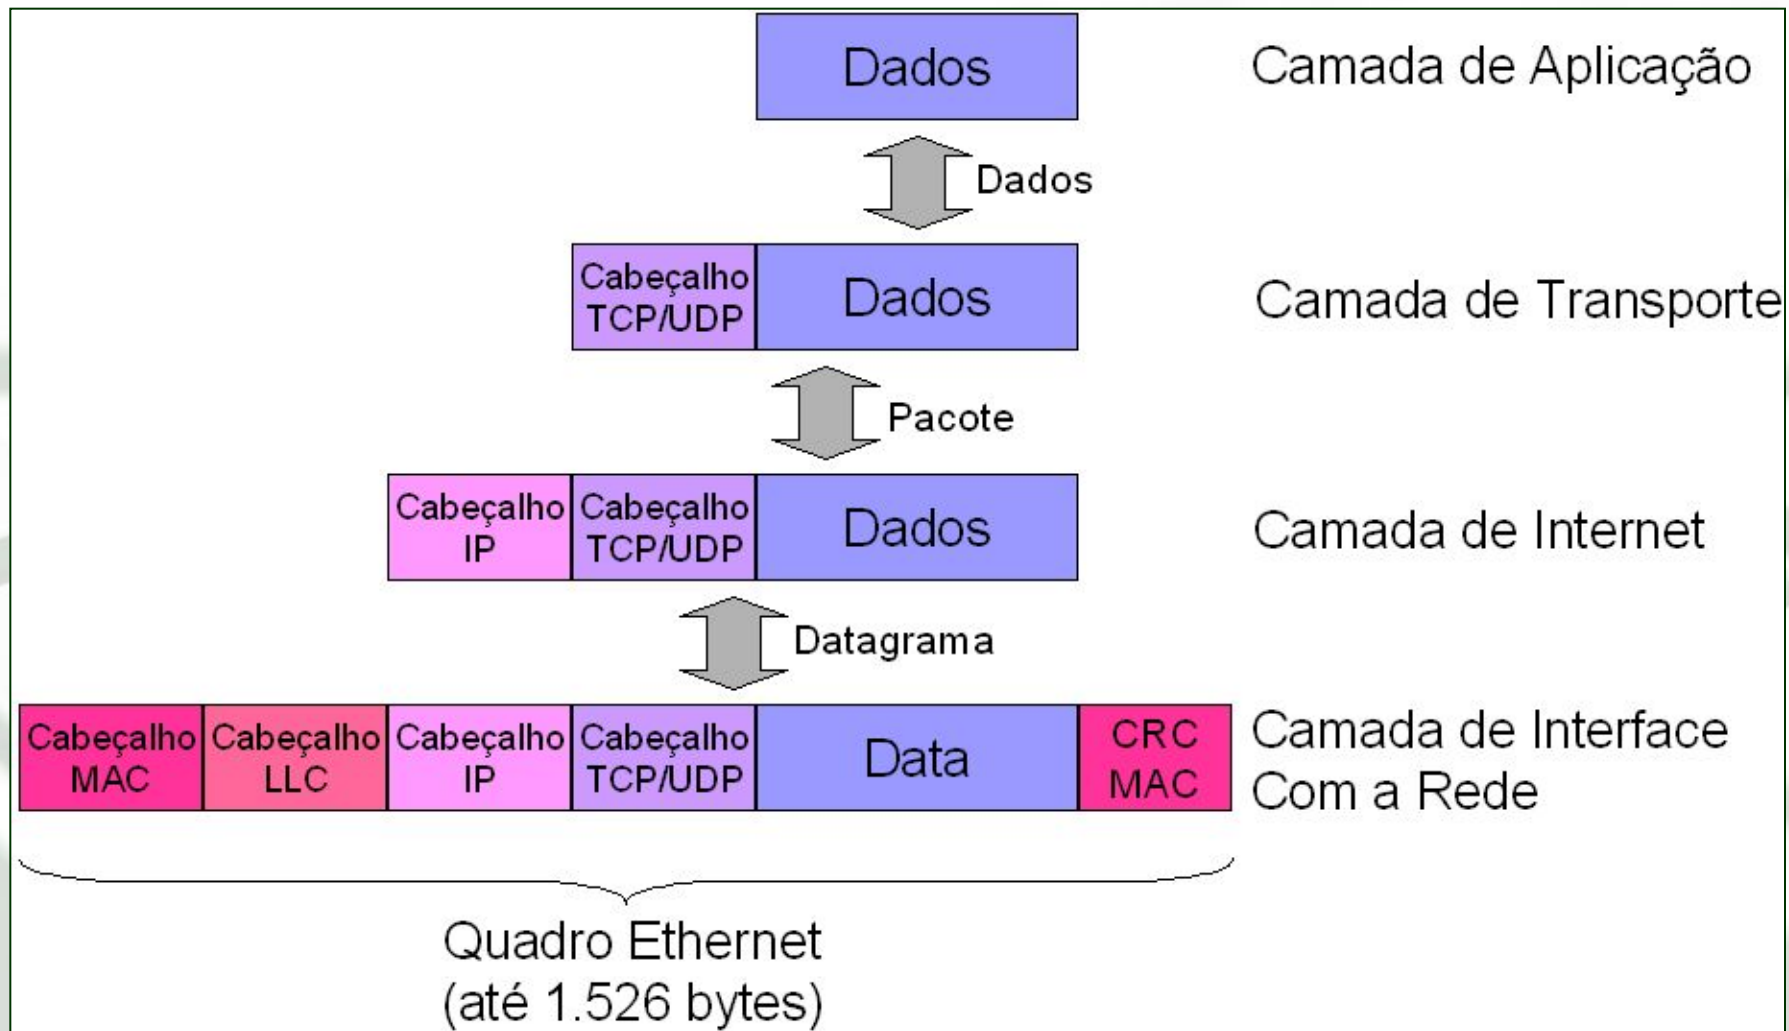 Dados
Camada de Aplicação
Dados
Cabeçalho
TCP/UDP
Dados
Camada de Transporte
Pacote
Cabeçalho
IP
Cabeçalho
TCP/UDP
Dados
Camada de Internet
Datagrama
Cabeçalho
MAC
Cabeçalho
LLC
Cabeçalho
IP
Cabeçalho
TCP/UDP
Data
CRC
MAC
Camada de Interface
Com a Rede
Quadro Ethernet
(até 1.526 bytes)